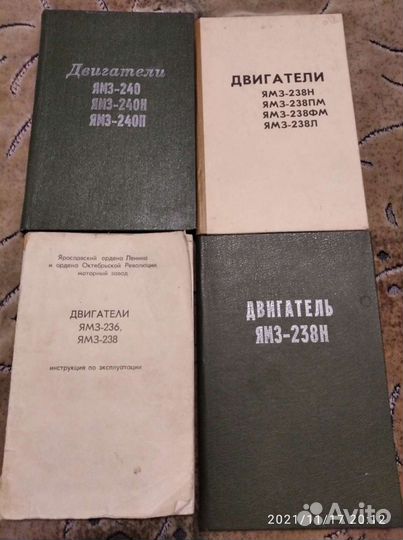 Двигатели
ЯМЗ-240
ЯМЗ-240Н
ЯМЗ-240П
ДВИГАТЕЛИ
ЯМЗ-238Н
ЯМЗ-238ПМ
ЯМЗ-238ФМ
ЯМЗ-238Л
Ярославский ордена Ленина
и ордена Октябрьской Революции
моторный завод
ДВИГАТЕЛИ
ЯМЗ-236,
ЯМЗ-238
инструкция по эксплуатации
ДВИГАТЕЛЬ
ЯМЗ-238Н
2021/11/17 20:12
Avito